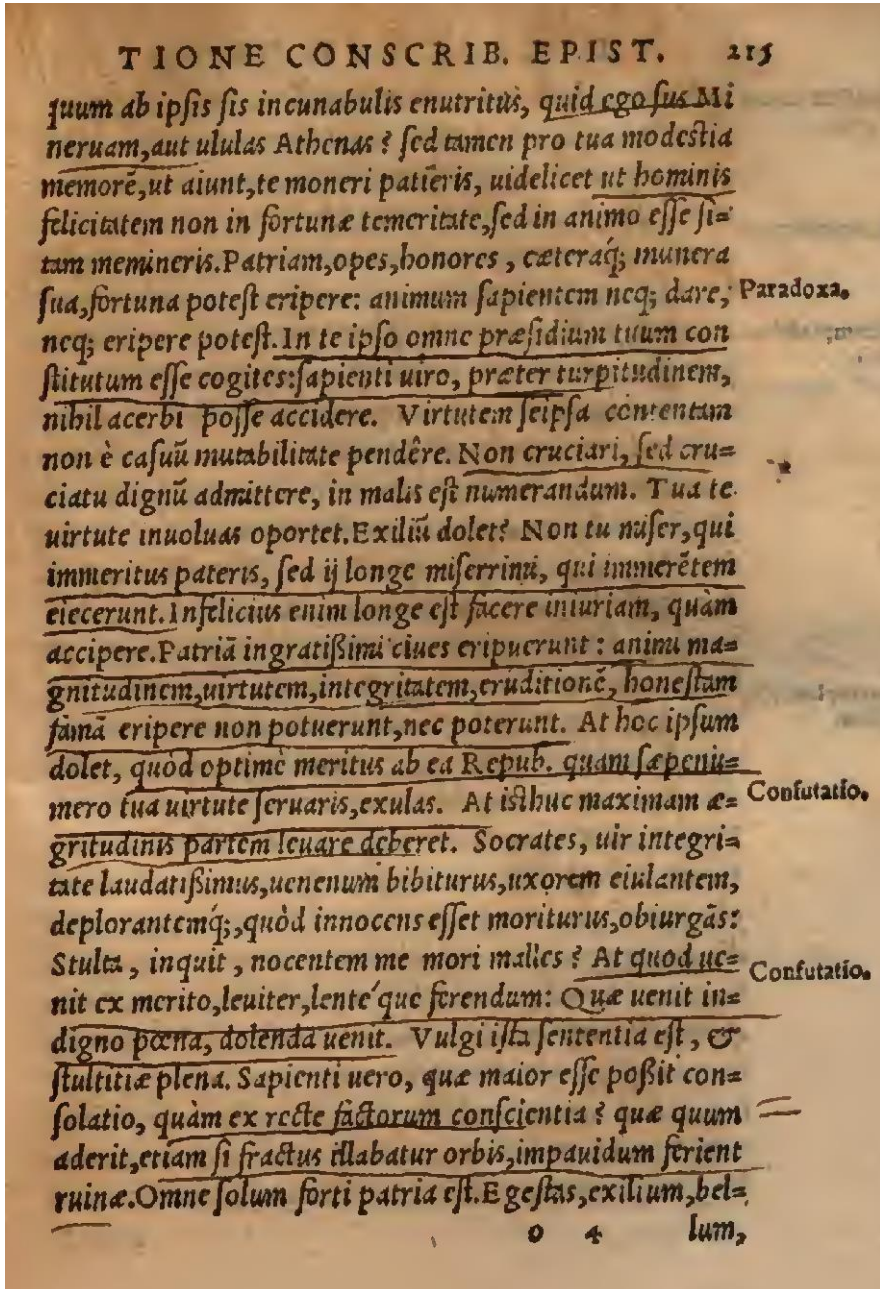 TIONE CONSCRIB. EPIST. 215
quum ab ipſis ſis incunabulis enutritus, quid ego ſus Mi
neruam, aut ululas Athenas? ſed tamen pro tua modeſtia
memorē, ut aiunt, te moneri patiēris, uidelicet ut hominis
felicitatem non in fortunæ temeritate, ſed in animo eſſe ſi=
tam memineris. Patriam, opes, honores, cæteraq́; munera
ſua, fortuna poteſt eripere: animum ſapientem neq; dare, Paradoxa.
neq; eripere poteſt. In te ipſo omne præſidium tuum con
ſtitutum eſſe cogites: ſapienti uiro, præter turpitudinem,
nihil acerbi poſſe accidere. Virtutem ſeipſa contentam
non è caſuū mutabilitate pendêre. Non cruciari, ſed cru=
ciatu dignū admittere, in malis eſt numerandum. Tua te
uirtute inuoluas oportet. Exiliū dolet? Non tu miſer, qui
immeritus pateris, ſed ij longe miſerrimi, qui immerētem
eiecerunt. Infelicius enim longe eſt facere iniuriam, quàm
accipere. Patriā ingratißimi ciues eripuerunt: animi ma=
gnitudinem, uirtutem, integritatem, eruditionē, honeſtam
famā eripere non potuerunt, nec poterunt. At hoc ipſum
dolet, quòd optimè meritus ab ea Repub. quam ſæpenu=
mero tua uirtute ſeruaris, exulas. At iſthuc maximam æ= Confutatio.
gritudinis partem leuare deberet. Socrates, uir integri=
tate laudatißimus, uenenum bibiturus, uxorem eiulantem,
deplorantemq́;, quòd innocens eſſet moriturus, obiurgãs:
Stulta, inquit, nocentem me mori malles? At quod ue= Confutatio.
nit ex merito, leuiter, lenteʹque ferendum: Quæ uenit in=
digno pœna, dolenda uenit. Vulgi iſta ſententia eſt, &
ſtultitiæ plena. Sapienti uero, quæ maior eſſe poßit con=
ſolatio, quàm ex recte factorum conſcientia? quæ quum
aderit, etiam ſi fractus illabatur orbis, impauidum ferient
ruinæ. Omne ſolum forti patria eſt. Egeſtas, exilium, bel=
o 4 lum,